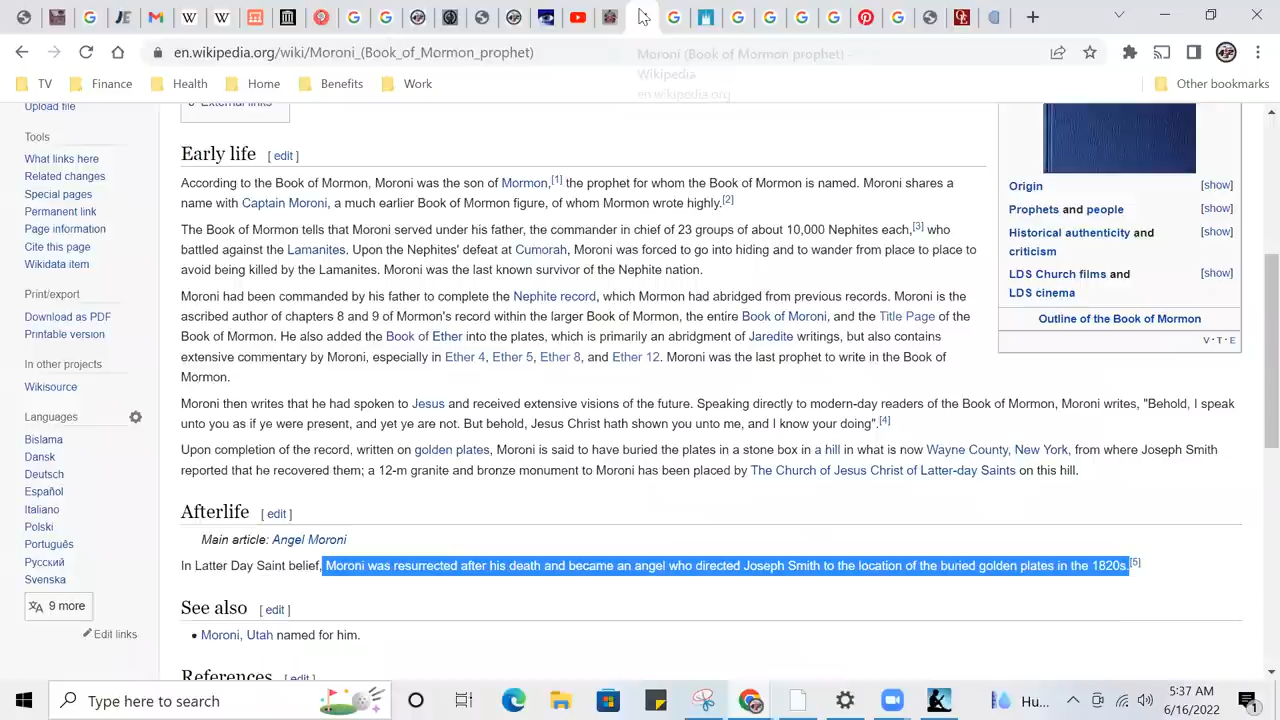 en.wikipedia.org/wiki/Moroni_(Book_of_Mormon_prophet)
Moroni (Book of Mormon prophet) -
Wikipedia
en.wikipedia.org
TV
Finance
Health
Home
Benefits
Work
Other bookmarks
Upload file
Tools
What links here
Related changes
Special pages
Permanent link
Page information
Cite this page
Wikidata item
Print/export
Download as PDF
Printable version
In other projects
Wikisource
Languages
Bislama
Dansk
Deutsch
Español
Italiano
Polski
Português
Русский
Svenska
9 more
Edit links
External links
Early life [ edit ]
According to the Book of Mormon, Moroni was the son of Mormon,[1] the prophet for whom the Book of Mormon is named. Moroni shares a
name with Captain Moroni, a much earlier Book of Mormon figure, of whom Mormon wrote highly.[2]
The Book of Mormon tells that Moroni served under his father, the commander in chief of 23 groups of about 10,000 Nephites each,[3] who
battled against the Lamanites. Upon the Nephites' defeat at Cumorah, Moroni was forced to go into hiding and to wander from place to place to
avoid being killed by the Lamanites. Moroni was the last known survivor of the Nephite nation.
Moroni had been commanded by his father to complete the Nephite record, which Mormon had abridged from previous records. Moroni is the
ascribed author of chapters 8 and 9 of Mormon's record within the larger Book of Mormon, the entire Book of Moroni, and the Title Page of the
Book of Mormon. He also added the Book of Ether into the plates, which is primarily an abridgment of Jaredite writings, but also contains
extensive commentary by Moroni, especially in Ether 4, Ether 5, Ether 8, and Ether 12. Moroni was the last prophet to write in the Book of
Mormon.
Moroni then writes that he had spoken to Jesus and received extensive visions of the future. Speaking directly to modern-day readers of the Book of Mormon, Moroni writes, "Behold, I speak
unto you as if ye were present, and yet ye are not. But behold, Jesus Christ hath shown you unto me, and I know your doing".[4]
Upon completion of the record, written on golden plates, Moroni is said to have buried the plates in a stone box in a hill in what is now Wayne County, New York, from where Joseph Smith
reported that he recovered them; a 12-m granite and bronze monument to Moroni has been placed by The Church of Jesus Christ of Latter-day Saints on this hill.
Afterlife [ edit ]
Main article: Angel Moroni
In Latter Day Saint belief, Moroni was resurrected after his death and became an angel who directed Joseph Smith to the location of the buried golden plates in the 1820s.[5]
See also [ edit ]
• Moroni, Utah named for him.
References [ edit ]
Origin [show]
Prophets and people [show]
Historical authenticity and [show]
criticism
LDS Church films and [show]
LDS cinema
Outline of the Book of Mormon
V·T·E
Type here to search
Hu...
5:37 AM
6/16/2022
1